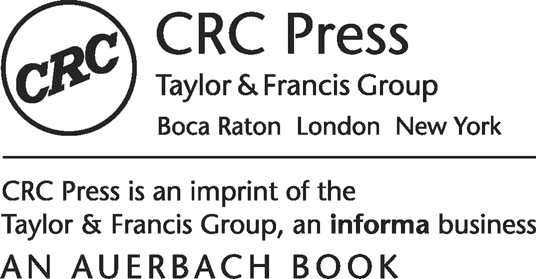 CRC
CRC Press
Taylor & Francis Group
Boca Raton London New York
CRC Press is an imprint of the
Taylor & Francis Group, an informa business
AN AUERBACH BOOK